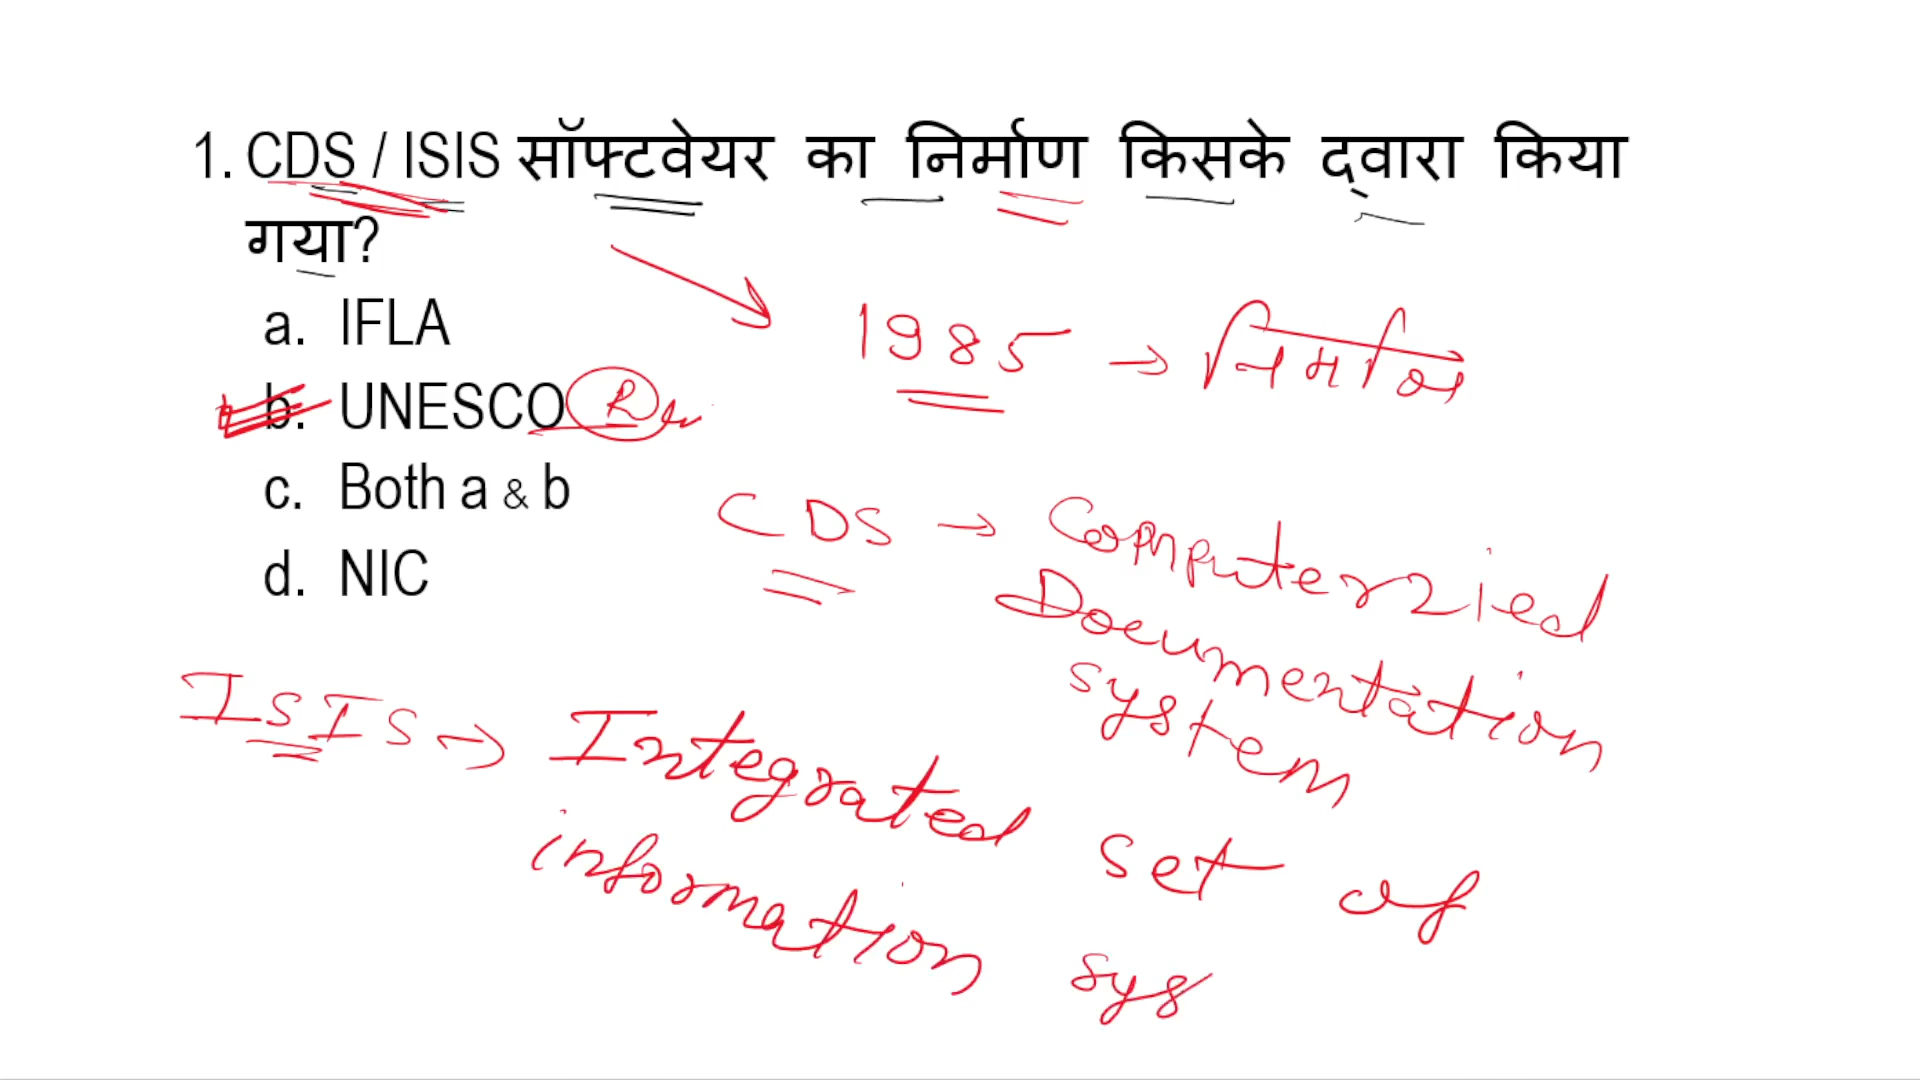 1. CDS / ISIS सॉफ्टवेयर का निर्माण किसके द्वारा किया
गया?
a. IFLA
1985 → निर्माण
b. UNESCO R
c. Both a & b
CDS → Computerzied
Documentation
system
d. NIC
ISIS → Integrated set of
information sys